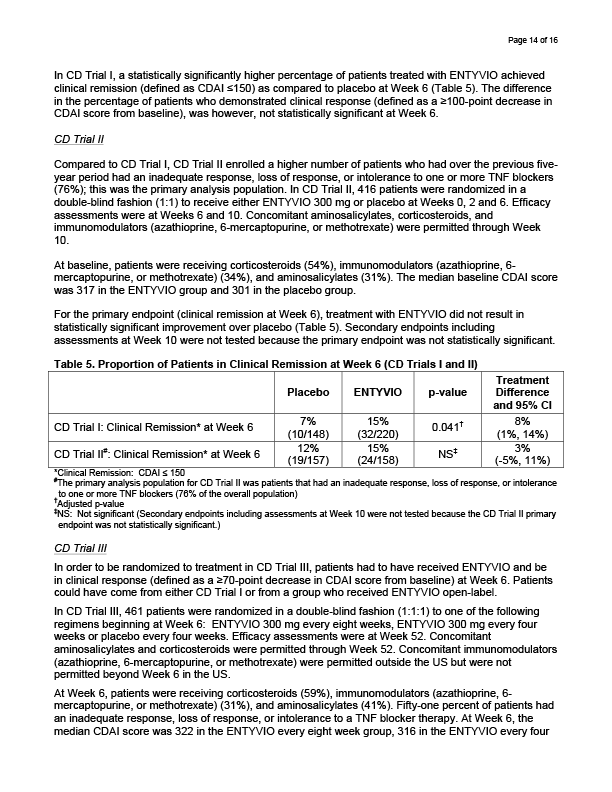 Page 14 of 16
In CD Trial I, a statistically significantly higher percentage of patients treated with ENTYVIO achieved
clinical remission (defined as CDAI ≤150) as compared to placebo at Week 6 (Table 5). The difference
in the percentage of patients who demonstrated clinical response (defined as a ≥100-point decrease in
CDAI score from baseline), was however, not statistically significant at Week 6.
CD Trial II
Compared to CD Trial I, CD Trial II enrolled a higher number of patients who had over the previous five-
year period had an inadequate response, loss of response, or intolerance to one or more TNF blockers
(76%); this was the primary analysis population. In CD Trial II, 416 patients were randomized in a
double-blind fashion (1:1) to receive either ENTYVIO 300 mg or placebo at Weeks 0, 2 and 6. Efficacy
assessments were at Weeks 6 and 10. Concomitant aminosalicylates, corticosteroids, and
immunomodulators (azathioprine, 6-mercaptopurine, or methotrexate) were permitted through Week
10.
At baseline, patients were receiving corticosteroids (54%), immunomodulators (azathioprine, 6-
mercaptopurine, or methotrexate) (34%), and aminosalicylates (31%). The median baseline CDAI score
was 317 in the ENTYVIO group and 301 in the placebo group.
For the primary endpoint (clinical remission at Week 6), treatment with ENTYVIO did not result in
statistically significant improvement over placebo (Table 5). Secondary endpoints including
assessments at Week 10 were not tested because the primary endpoint was not statistically significant.
Table 5. Proportion of Patients in Clinical Remission at Week 6 (CD Trials I and II)
Placebo ENTYVIO p-value Treatment
Difference
and 95% CI
CD Trial I: Clinical Remission* at Week 6 7% 15% 0.041† 8%
(10/148) (32/220) (1%, 14%)
CD Trial II#: Clinical Remission* at Week 6 12% 15% NS‡ 3%
(19/157) (24/158) (-5%, 11%)
*Clinical Remission: CDAI ≤ 150
#The primary analysis population for CD Trial II was patients that had an inadequate response, loss of response, or intolerance
to one or more TNF blockers (76% of the overall population)
†Adjusted p-value
‡NS: Not significant (Secondary endpoints including assessments at Week 10 were not tested because the CD Trial II primary
endpoint was not statistically significant.)
CD Trial III
In order to be randomized to treatment in CD Trial III, patients had to have received ENTYVIO and be
in clinical response (defined as a ≥70-point decrease in CDAI score from baseline) at Week 6. Patients
could have come from either CD Trial I or from a group who received ENTYVIO open-label.
In CD Trial III, 461 patients were randomized in a double-blind fashion (1:1:1) to one of the following
regimens beginning at Week 6: ENTYVIO 300 mg every eight weeks, ENTYVIO 300 mg every four
weeks or placebo every four weeks. Efficacy assessments were at Week 52. Concomitant
aminosalicylates and corticosteroids were permitted through Week 52. Concomitant immunomodulators
(azathioprine, 6-mercaptopurine, or methotrexate) were permitted outside the US but were not
permitted beyond Week 6 in the US.
At Week 6, patients were receiving corticosteroids (59%), immunomodulators (azathioprine, 6-
mercaptopurine, or methotrexate) (31%), and aminosalicylates (41%). Fifty-one percent of patients had
an inadequate response, loss of response, or intolerance to a TNF blocker therapy. At Week 6, the
median CDAI score was 322 in the ENTYVIO every eight week group, 316 in the ENTYVIO every four